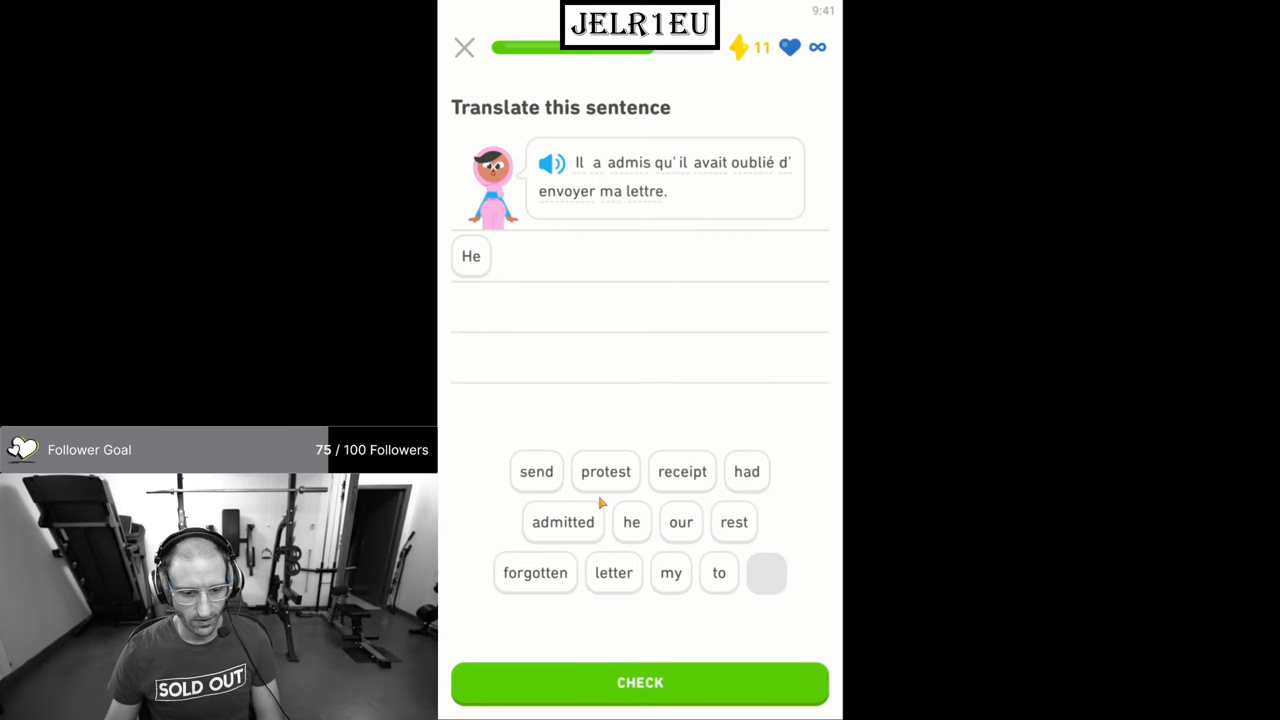 JELR1EU
9:41
11 ∞
Translate this sentence
Il a admis qu'il avait oublié d'
envoyer ma lettre.
He
Follower Goal 75 / 100 Followers
send protest receipt had
admitted he our rest
forgotten letter my to
SOLD OUT
CHECK